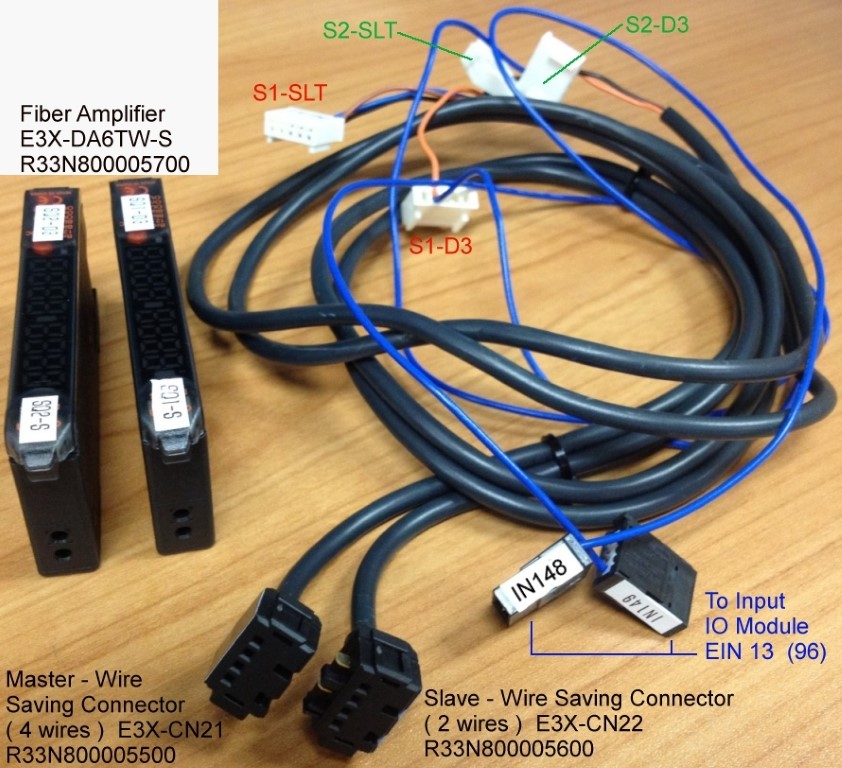 S2-SLT
S2-D3
S1-SLT
Fiber Amplifier
E3X-DA6TW-S
R33N800005700
S1-D3
SO2-S
SO1-S
IN148
IN149
To Input
IO Module
EIN 13 (96)
Master - Wire
Saving Connector
( 4 wires ) E3X-CN21
R33N800005500
Slave - Wire Saving Connector
( 2 wires ) E3X-CN22
R33N800005600